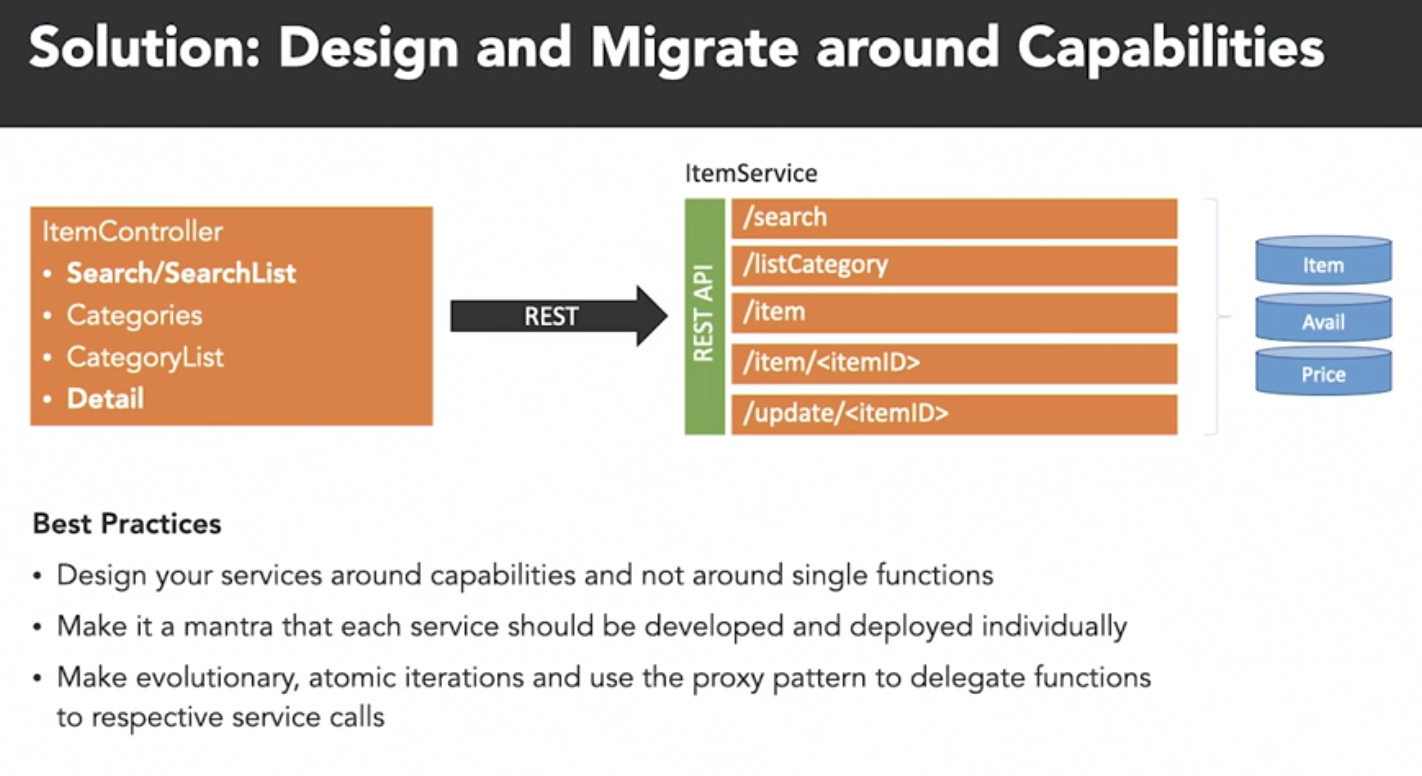 Solution: Design and Migrate around Capabilities
ItemService
ItemController
• Search/SearchList
• Categories
• CategoryList
• Detail
REST
REST API
/search
/listCategory
/item
/item/<itemID>
/update/<itemID>
Item
Avail
Price
Best Practices
• Design your services around capabilities and not around single functions
• Make it a mantra that each service should be developed and deployed individually
• Make evolutionary, atomic iterations and use the proxy pattern to delegate functions
to respective service calls